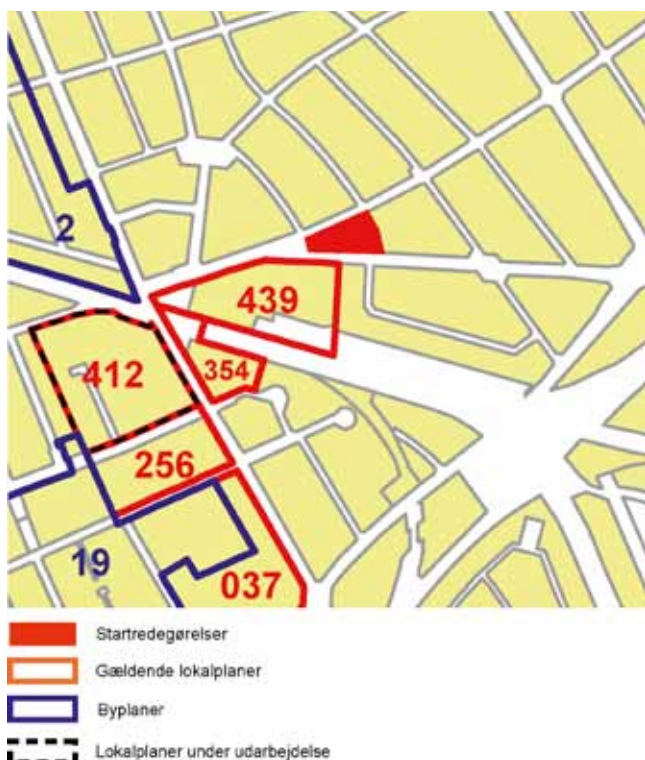 2
439
412
354
256
19
037
Startredegørelser
Gældende lokalplaner
Byplaner
Lokalplaner under udarbejdelse